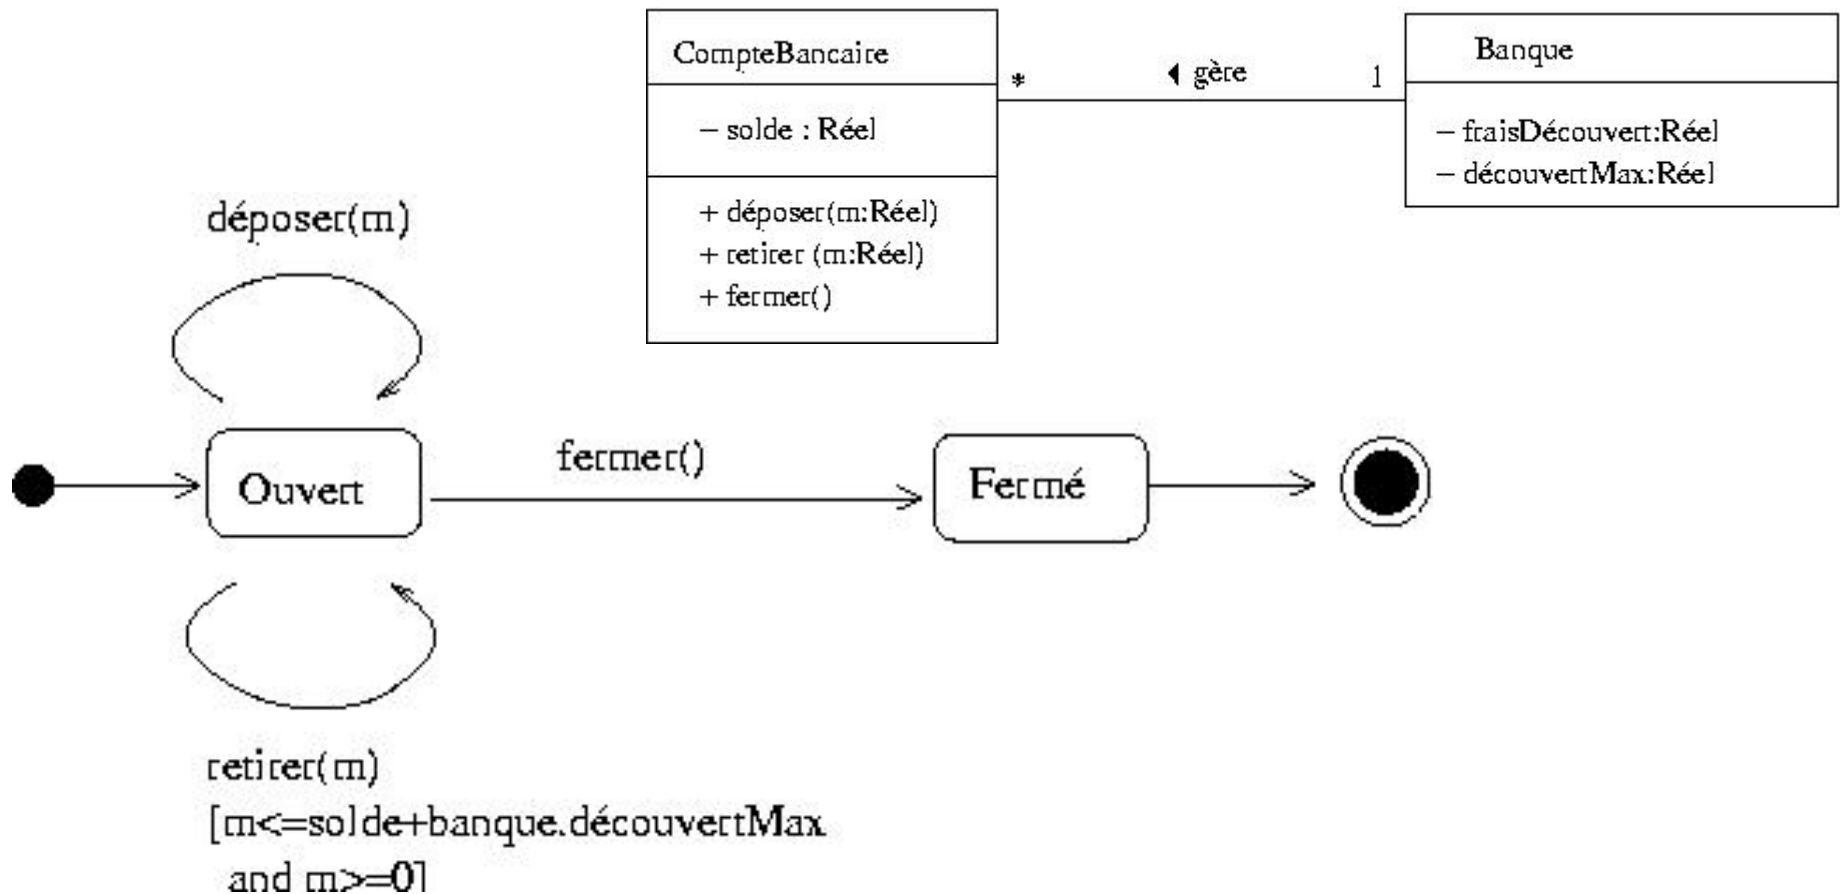 CompteBancaire
– solde : Réel
+ déposer(m:Réel)
+ retirer (m:Réel)
+ fermer()
*
gère
1
Banque
– fraisDécouvert:Réel
– découvertMax:Réel
déposer(m)
Ouvert
fermer()
Fermé
retirer(m)
[m<=solde+banque.découvertMax
and m>=0]